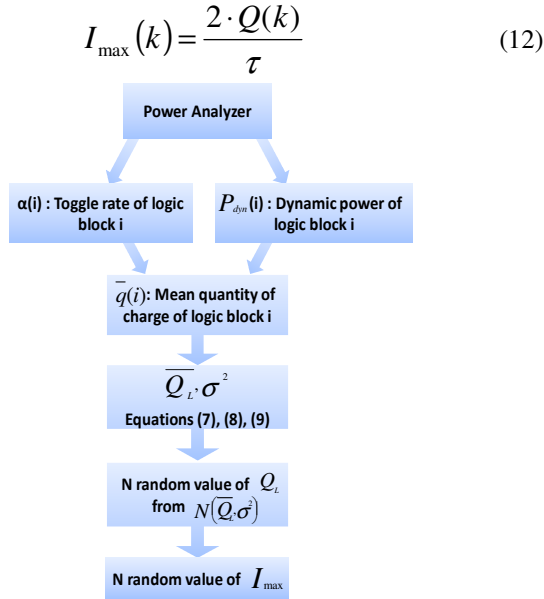 I_max(k) = 2 · Q(k) / τ (12)
Power Analyzer
α(i) : Toggle rate of logic
block i
P_dyn(i) : Dynamic power of
logic block i
q̅(i): Mean quantity of
charge of logic block i
Q̅_L, σ²
Equations (7), (8), (9)
N random value of Q_L
from N(Q̅_L, σ²)
N random value of I_max